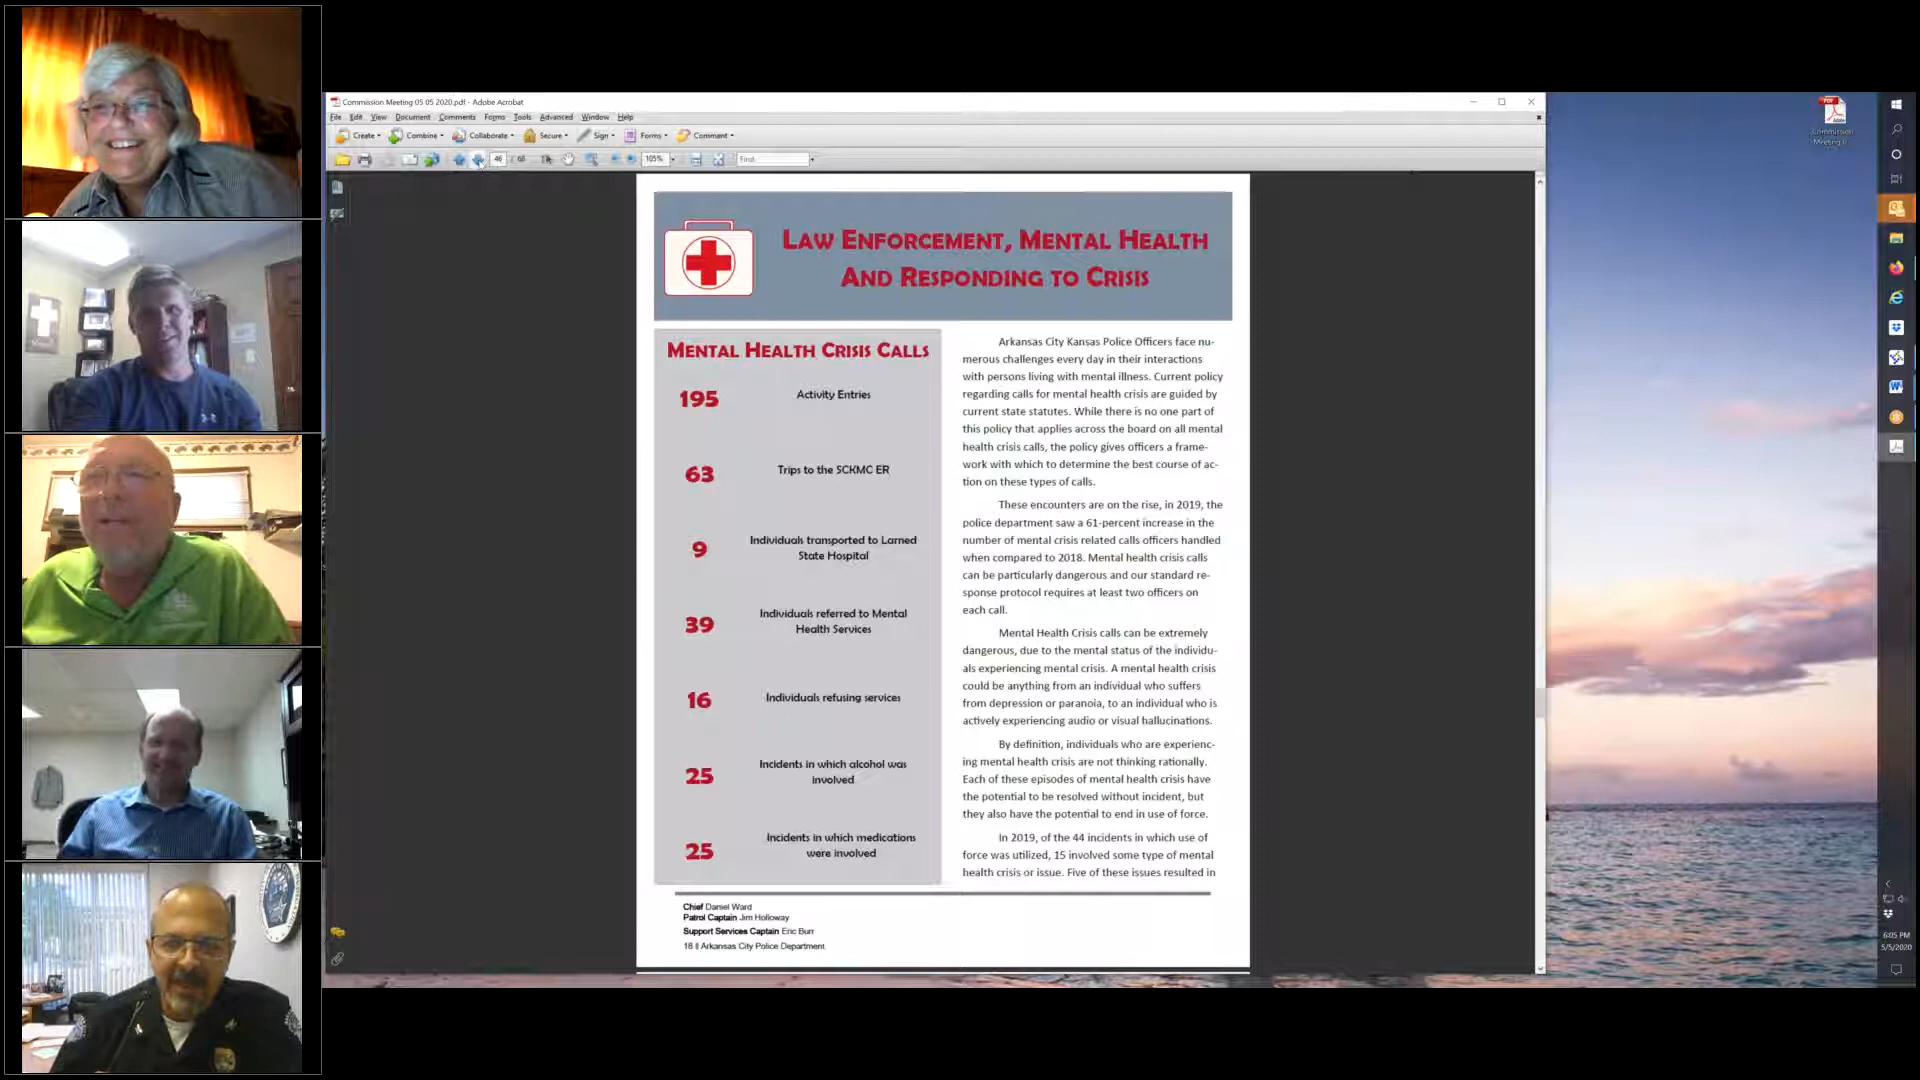 Commission Meeting 05 05 2020.pdf - Adobe Acrobat
File Edit View Document Comments Forms Tools Advanced Window Help
Create Combine Collaborate Secure Sign Forms Comment
46 / 68 105% Find
LAW ENFORCEMENT, MENTAL HEALTH
AND RESPONDING TO CRISIS
MENTAL HEALTH CRISIS CALLS
195 Activity Entries
63 Trips to the SCKMC ER
9 Individuals transported to Larned
State Hospital
39 Individuals referred to Mental
Health Services
16 Individuals refusing services
25 Incidents in which alcohol was
involved
25 Incidents in which medications
were involved
Arkansas City Kansas Police Officers face nu-
merous challenges every day in their interactions
with persons living with mental illness. Current policy
regarding calls for mental health crisis are guided by
current state statutes. While there is no one part of
this policy that applies across the board on all mental
health crisis calls, the policy gives officers a frame-
work with which to determine the best course of ac-
tion on these types of calls.
These encounters are on the rise, in 2019, the
police department saw a 61-percent increase in the
number of mental crisis related calls officers handled
when compared to 2018. Mental health crisis calls
can be particularly dangerous and our standard re-
sponse protocol requires at least two officers on
each call.
Mental Health Crisis calls can be extremely
dangerous, due to the mental status of the individu-
als experiencing mental crisis. A mental health crisis
could be anything from an individual who suffers
from depression or paranoia, to an individual who is
actively experiencing audio or visual hallucinations.
By definition, individuals who are experienc-
ing mental health crisis are not thinking rationally.
Each of these episodes of mental health crisis have
the potential to be resolved without incident, but
they also have the potential to end in use of force.
In 2019, of the 44 incidents in which use of
force was utilized, 15 involved some type of mental
health crisis or issue. Five of these issues resulted in
Chief Daniel Ward
Patrol Captain Jim Holloway
Support Services Captain Eric Burr
Arkansas City Police Department
Commission
Meeting
6:05 PM
5/5/2020